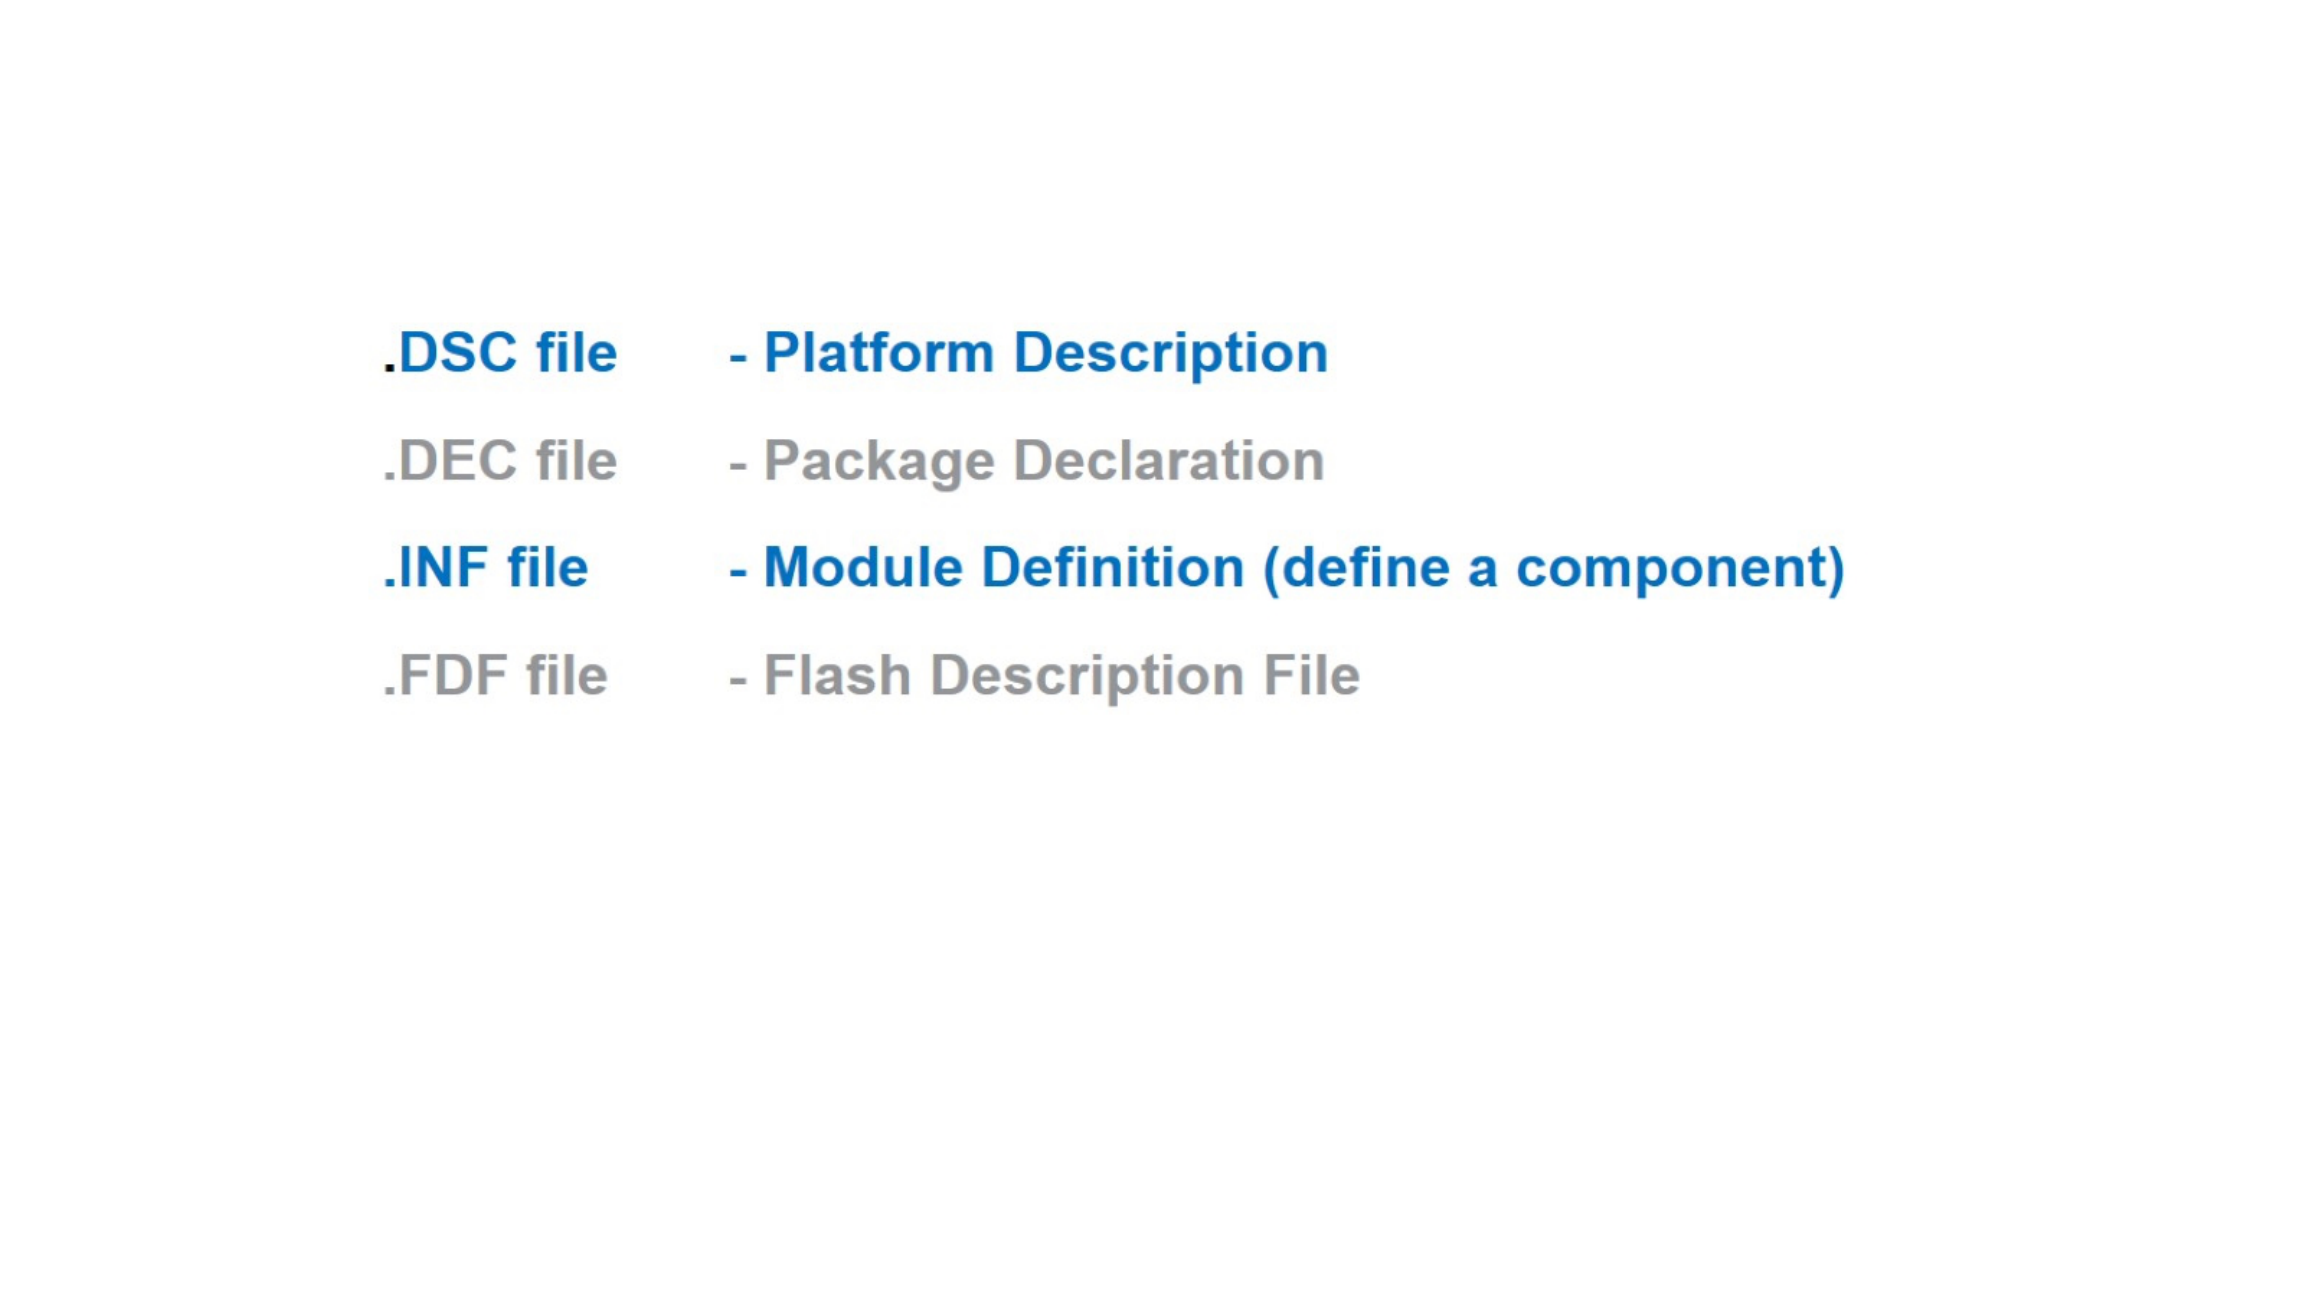 .DSC file - Platform Description
.DEC file - Package Declaration
.INF file - Module Definition (define a component)
.FDF file - Flash Description File